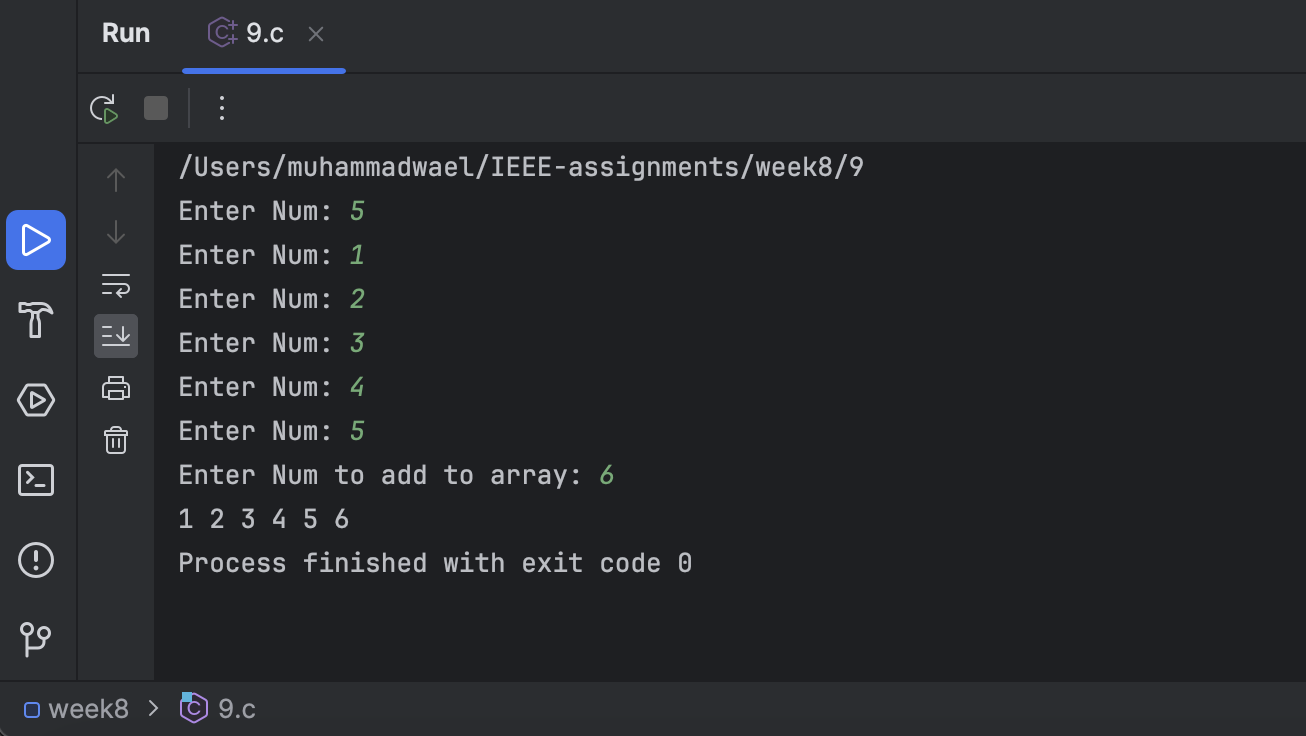 Run 9.c
/Users/muhammadwael/IEEE-assignments/week8/9
Enter Num: 5
Enter Num: 1
Enter Num: 2
Enter Num: 3
Enter Num: 4
Enter Num: 5
Enter Num to add to array: 6
1 2 3 4 5 6
Process finished with exit code 0
week8 > 9.c